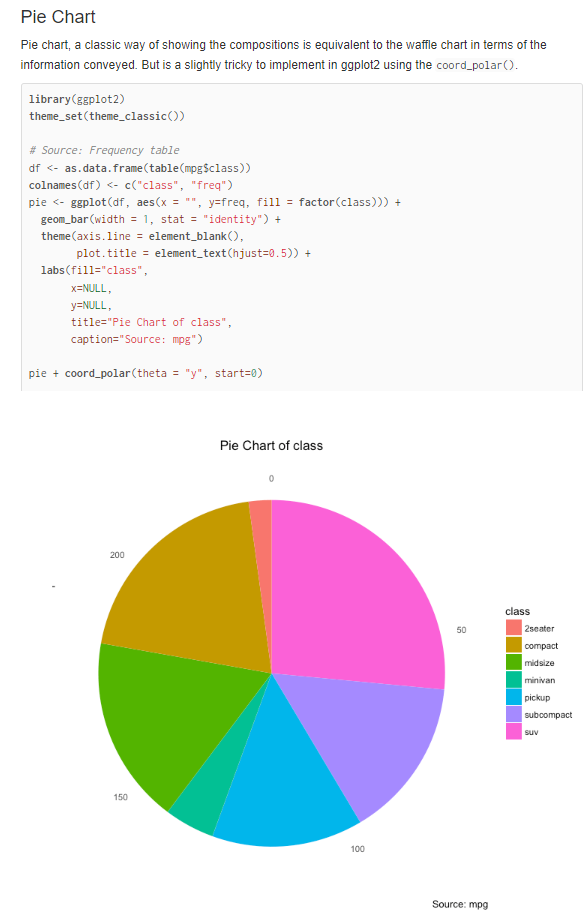 Pie Chart
Pie chart, a classic way of showing the compositions is equivalent to the waffle chart in terms of the
information conveyed. But is a slightly tricky to implement in ggplot2 using the coord_polar().
library(ggplot2)
theme_set(theme_classic())
# Source: Frequency table
df <- as.data.frame(table(mpg$class))
colnames(df) <- c("class", "freq")
pie <- ggplot(df, aes(x = "", y=freq, fill = factor(class))) +
  geom_bar(width = 1, stat = "identity") +
  theme(axis.line = element_blank(),
        plot.title = element_text(hjust=0.5)) +
  labs(fill="class",
       x=NULL,
       y=NULL,
       title="Pie Chart of class",
       caption="Source: mpg")
pie + coord_polar(theta = "y", start=0)
Pie Chart of class
0
200
50
150
100
class
2seater
compact
midsize
minivan
pickup
subcompact
suv
Source: mpg